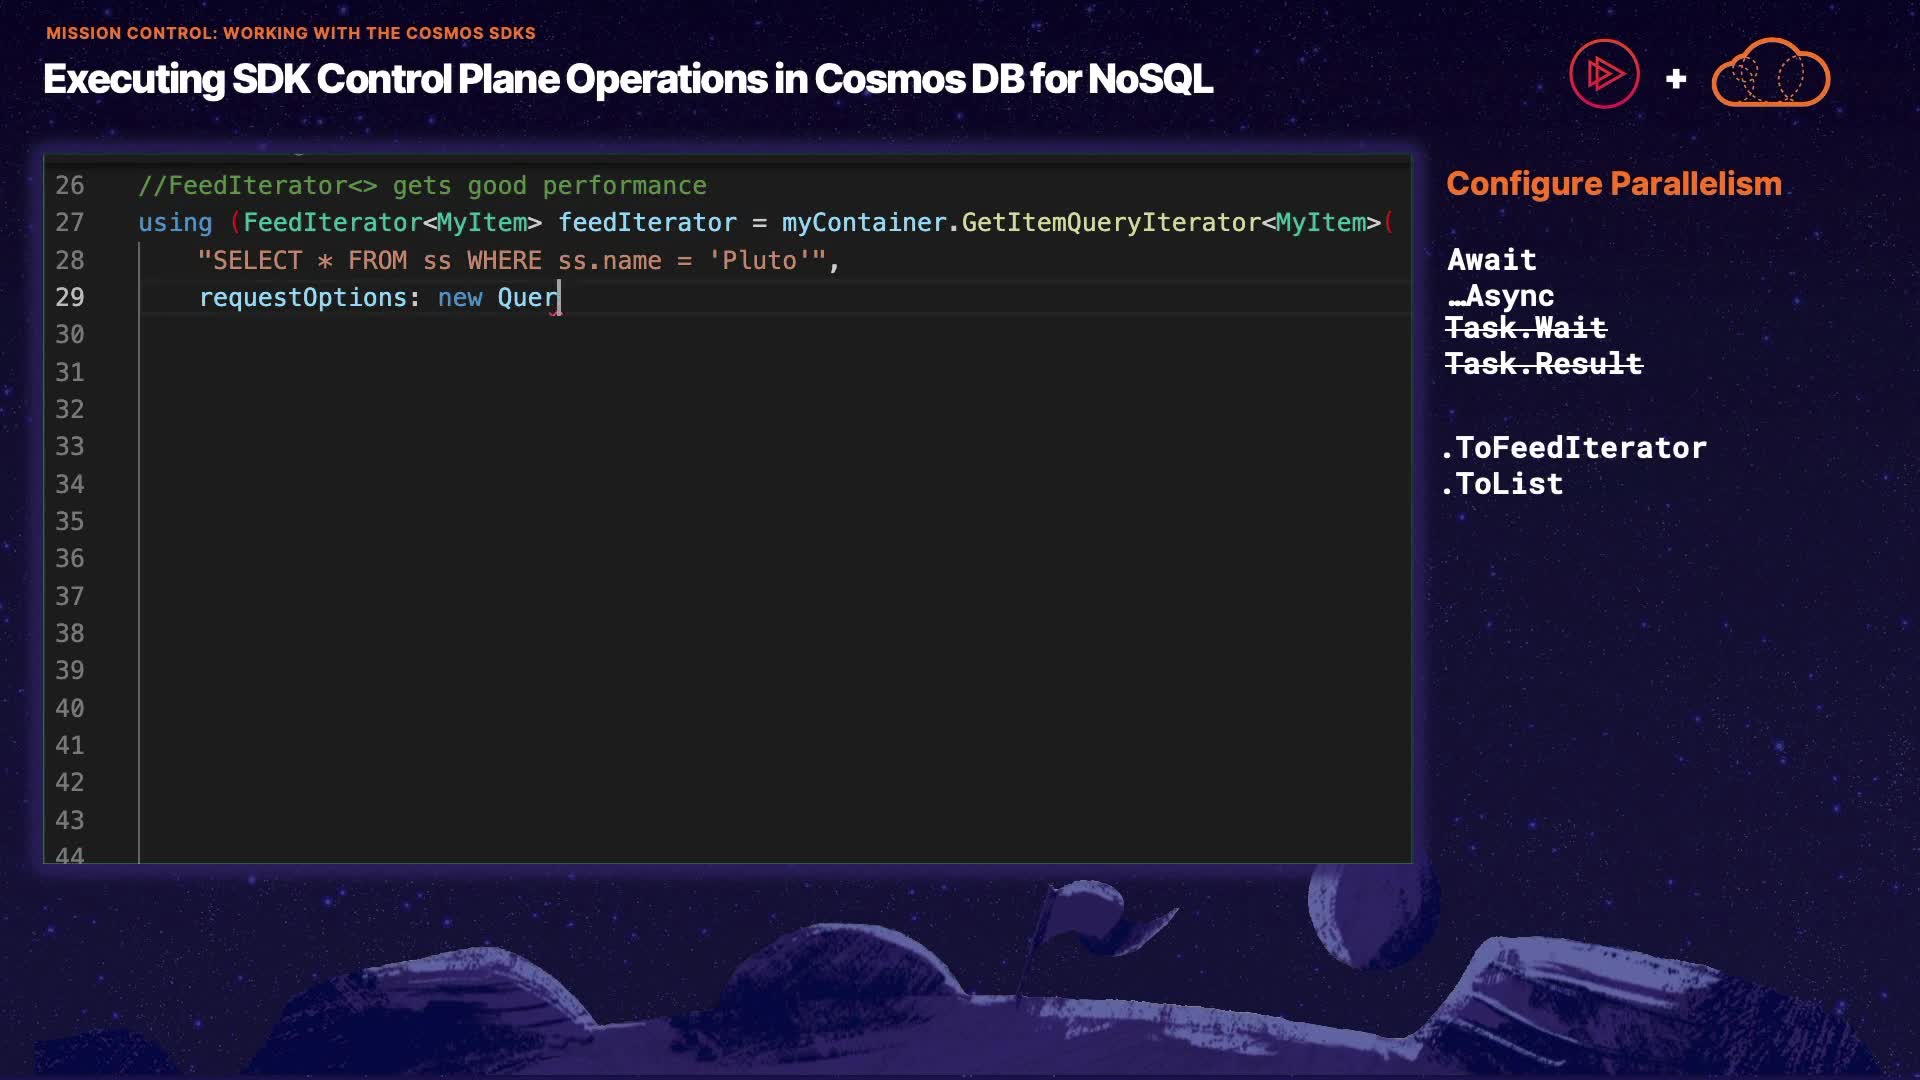 MISSION CONTROL: WORKING WITH THE COSMOS SDKS
Executing SDK Control Plane Operations in Cosmos DB for NoSQL
+
26 //FeedIterator<> gets good performance
27 using (FeedIterator<MyItem> feedIterator = myContainer.GetItemQueryIterator<MyItem>(
28 "SELECT * FROM ss WHERE ss.name = 'Pluto'",
29 requestOptions: new Quer
30
31
32
33
34
35
36
37
38
39
40
41
42
43
44
Configure Parallelism
Await
…Async
Task.Wait
Task.Result
.ToFeedIterator
.ToList